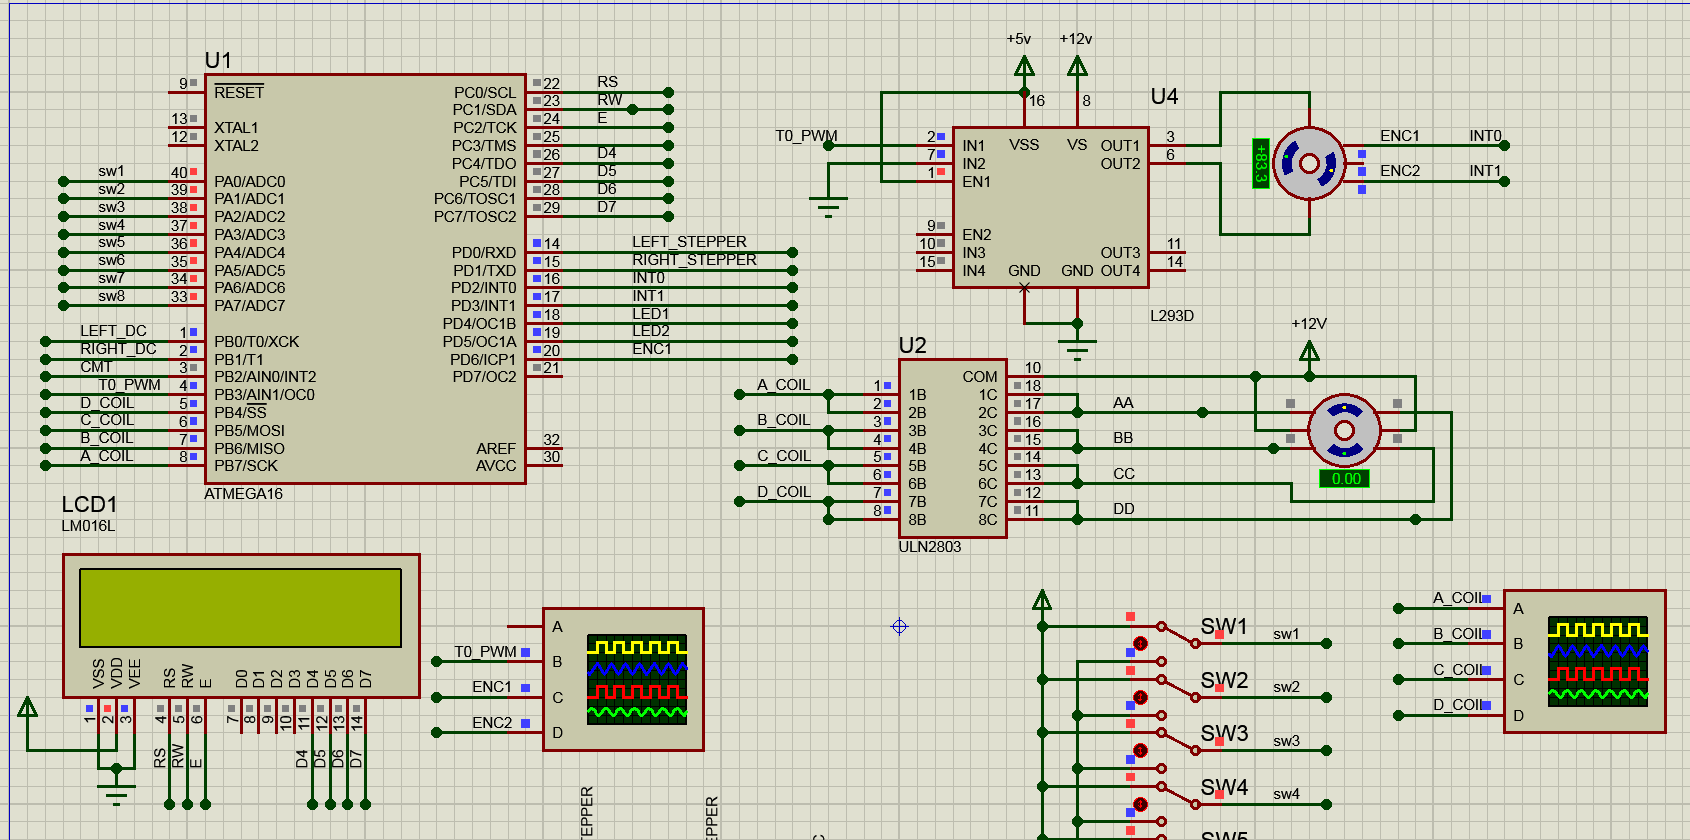 U1
9
RESET
13
XTAL1
12
XTAL2
sw1
40
PA0/ADC0
sw2
39
PA1/ADC1
sw3
38
PA2/ADC2
sw4
37
PA3/ADC3
sw5
36
PA4/ADC4
sw6
35
PA5/ADC5
sw7
34
PA6/ADC6
sw8
33
PA7/ADC7
LEFT_DC
1
PB0/T0/XCK
RIGHT_DC
2
PB1/T1
CMT
3
PB2/AIN0/INT2
T0_PWM
4
PB3/AIN1/OC0
D_COIL
5
PB4/SS
C_COIL
6
PB5/MOSI
B_COIL
7
PB6/MISO
A_COIL
8
PB7/SCK
PC0/SCL
22
RS
PC1/SDA
23
RW
PC2/TCK
24
E
PC3/TMS
25
PC4/TDO
26
D4
PC5/TDI
27
D5
PC6/TOSC1
28
D6
PC7/TOSC2
29
D7
PD0/RXD
14
LEFT_STEPPER
PD1/TXD
15
RIGHT_STEPPER
PD2/INT0
16
INT0
PD3/INT1
17
INT1
PD4/OC1B
18
LED1
PD5/OC1A
19
LED2
PD6/ICP1
20
ENC1
PD7/OC2
21
AREF
32
AVCC
30
ATMEGA16
+5v
+12v
16
8
U4
T0_PWM
2
IN1
7
IN2
1
EN1
9
EN2
10
IN3
15
IN4
VSS
VS
OUT1
3
OUT2
6
OUT3
11
OUT4
14
GND
GND
L293D
+83.3
ENC1
INT0
ENC2
INT1
U2
A_COIL
B_COIL
C_COIL
D_COIL
1
1B
2
2B
3
3B
4
4B
5
5B
6
6B
7
7B
8
8B
COM
10
1C
18
2C
17
3C
16
4C
15
5C
14
6C
13
7C
12
8C
11
ULN2803
AA
BB
CC
DD
+12V
0.00
LCD1
LM016L
VSS
VDD
VEE
RS
RW
E
D0
D1
D2
D3
D4
D5
D6
D7
1
2
3
4
5
6
7
8
9
10
11
12
13
14
RS
RW
E
D4
D5
D6
D7
T0_PWM
ENC1
ENC2
A
B
C
D
SW1
sw1
SW2
sw2
SW3
sw3
SW4
sw4
SW5
A_COIL
A
B_COIL
B
C_COIL
C
D_COIL
D